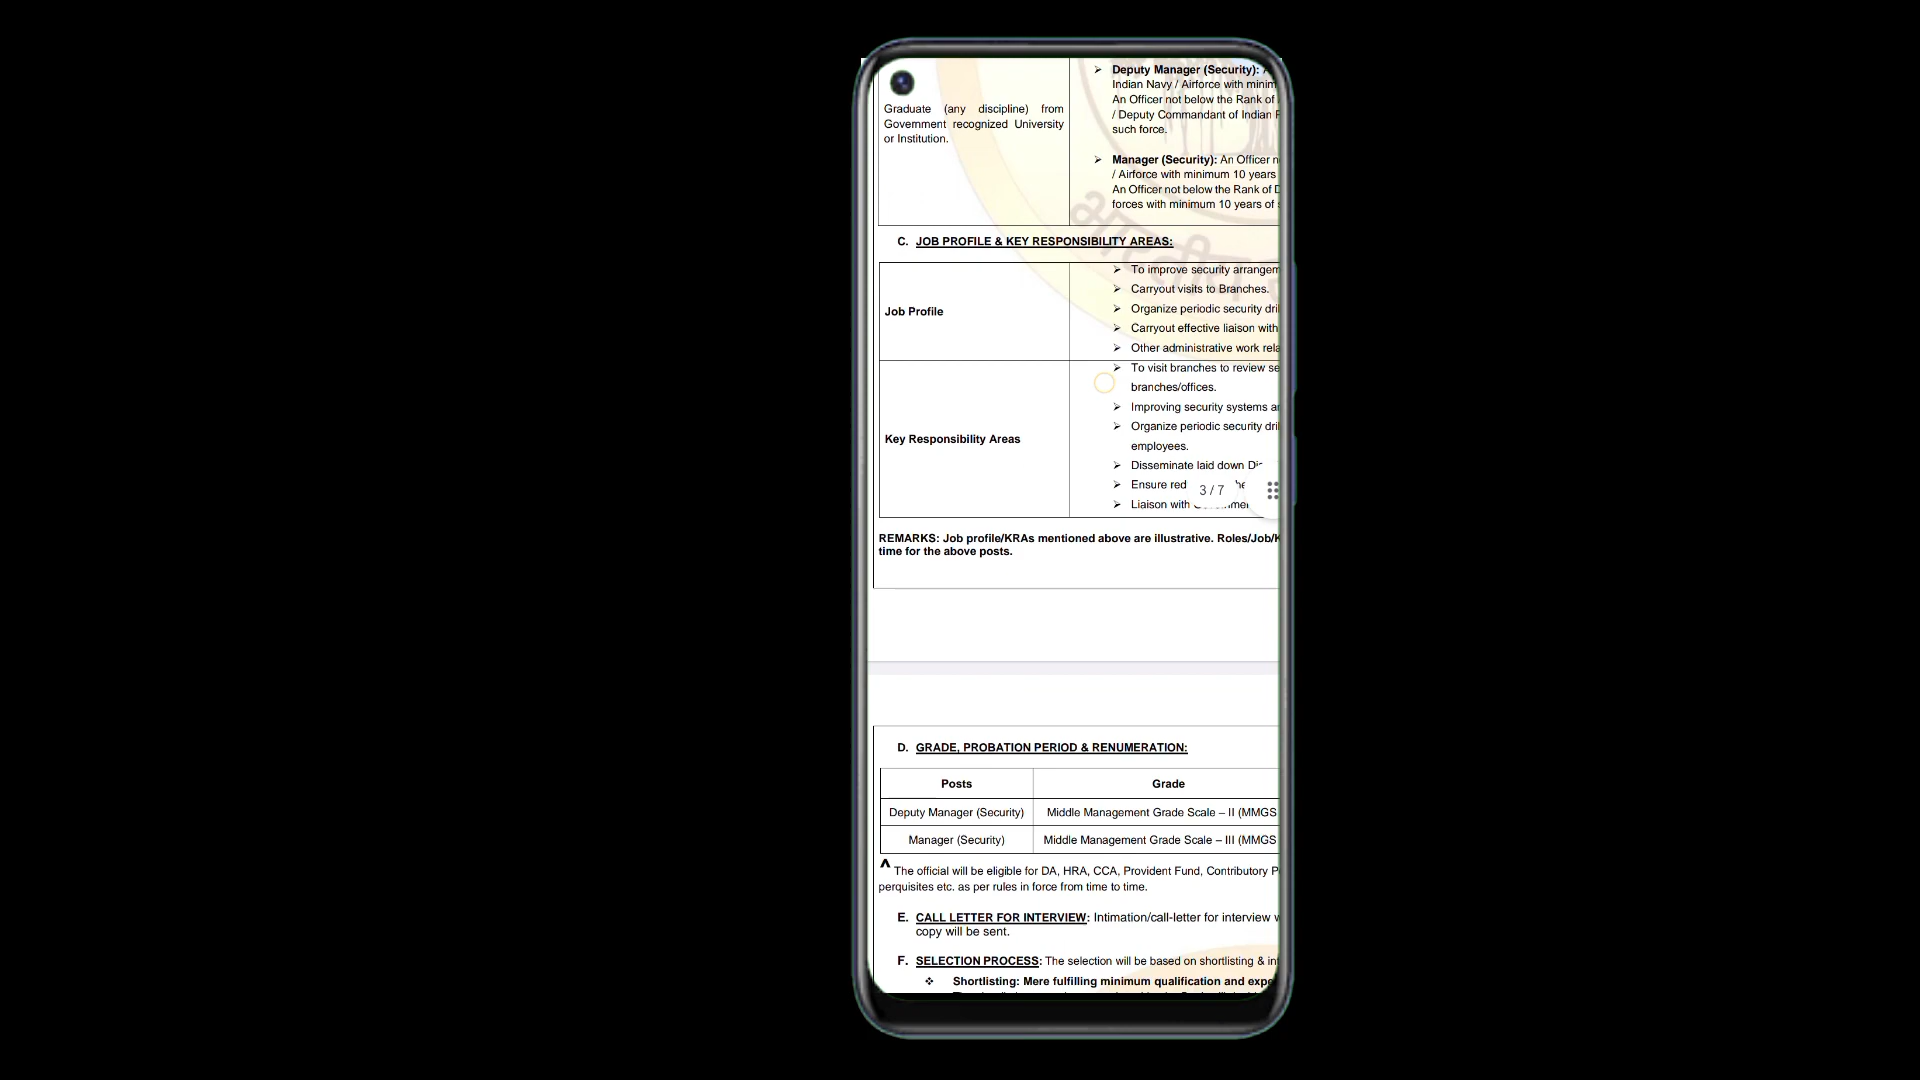 Deputy Manager (Security):
Indian Navy / Airforce with minim
An Officer not below the Rank of
/ Deputy Commandant of Indian
such force.
Graduate (any discipline) from
Government recognized University
or Institution.
Manager (Security): An Officer n
/ Airforce with minimum 10 years
An Officer not below the Rank of D
forces with minimum 10 years of s
भारतीय
C. JOB PROFILE & KEY RESPONSIBILITY AREAS:
Job Profile
To improve security arrangem
Carryout visits to Branches.
Organize periodic security dri
Carryout effective liaison with
Other administrative work rela
Key Responsibility Areas
To visit branches to review se
branches/offices.
Improving security systems a
Organize periodic security dri
employees.
Disseminate laid down
Ensure red
3 / 7
Liaison with
REMARKS: Job profile/KRAs mentioned above are illustrative. Roles/Job/K
time for the above posts.
D. GRADE, PROBATION PERIOD & RENUMERATION:
Posts Grade
Deputy Manager (Security) Middle Management Grade Scale – II (MMGS
Manager (Security) Middle Management Grade Scale – III (MMGS
^ The official will be eligible for DA, HRA, CCA, Provident Fund, Contributory P
perquisites etc. as per rules in force from time to time.
E. CALL LETTER FOR INTERVIEW: Intimation/call-letter for interview w
copy will be sent.
F. SELECTION PROCESS: The selection will be based on shortlisting & int
❖ Shortlisting: Mere fulfilling minimum qualification and expe